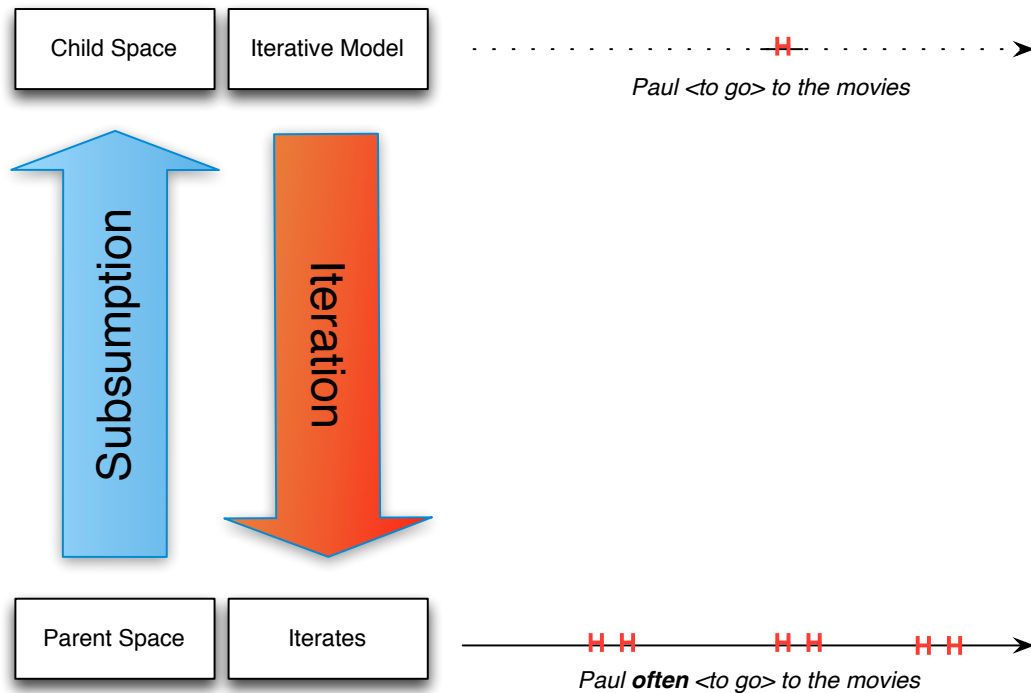 Child Space
Iterative Model
Paul <to go> to the movies
Subsumption
Iteration
Parent Space
Iterates
Paul often <to go> to the movies